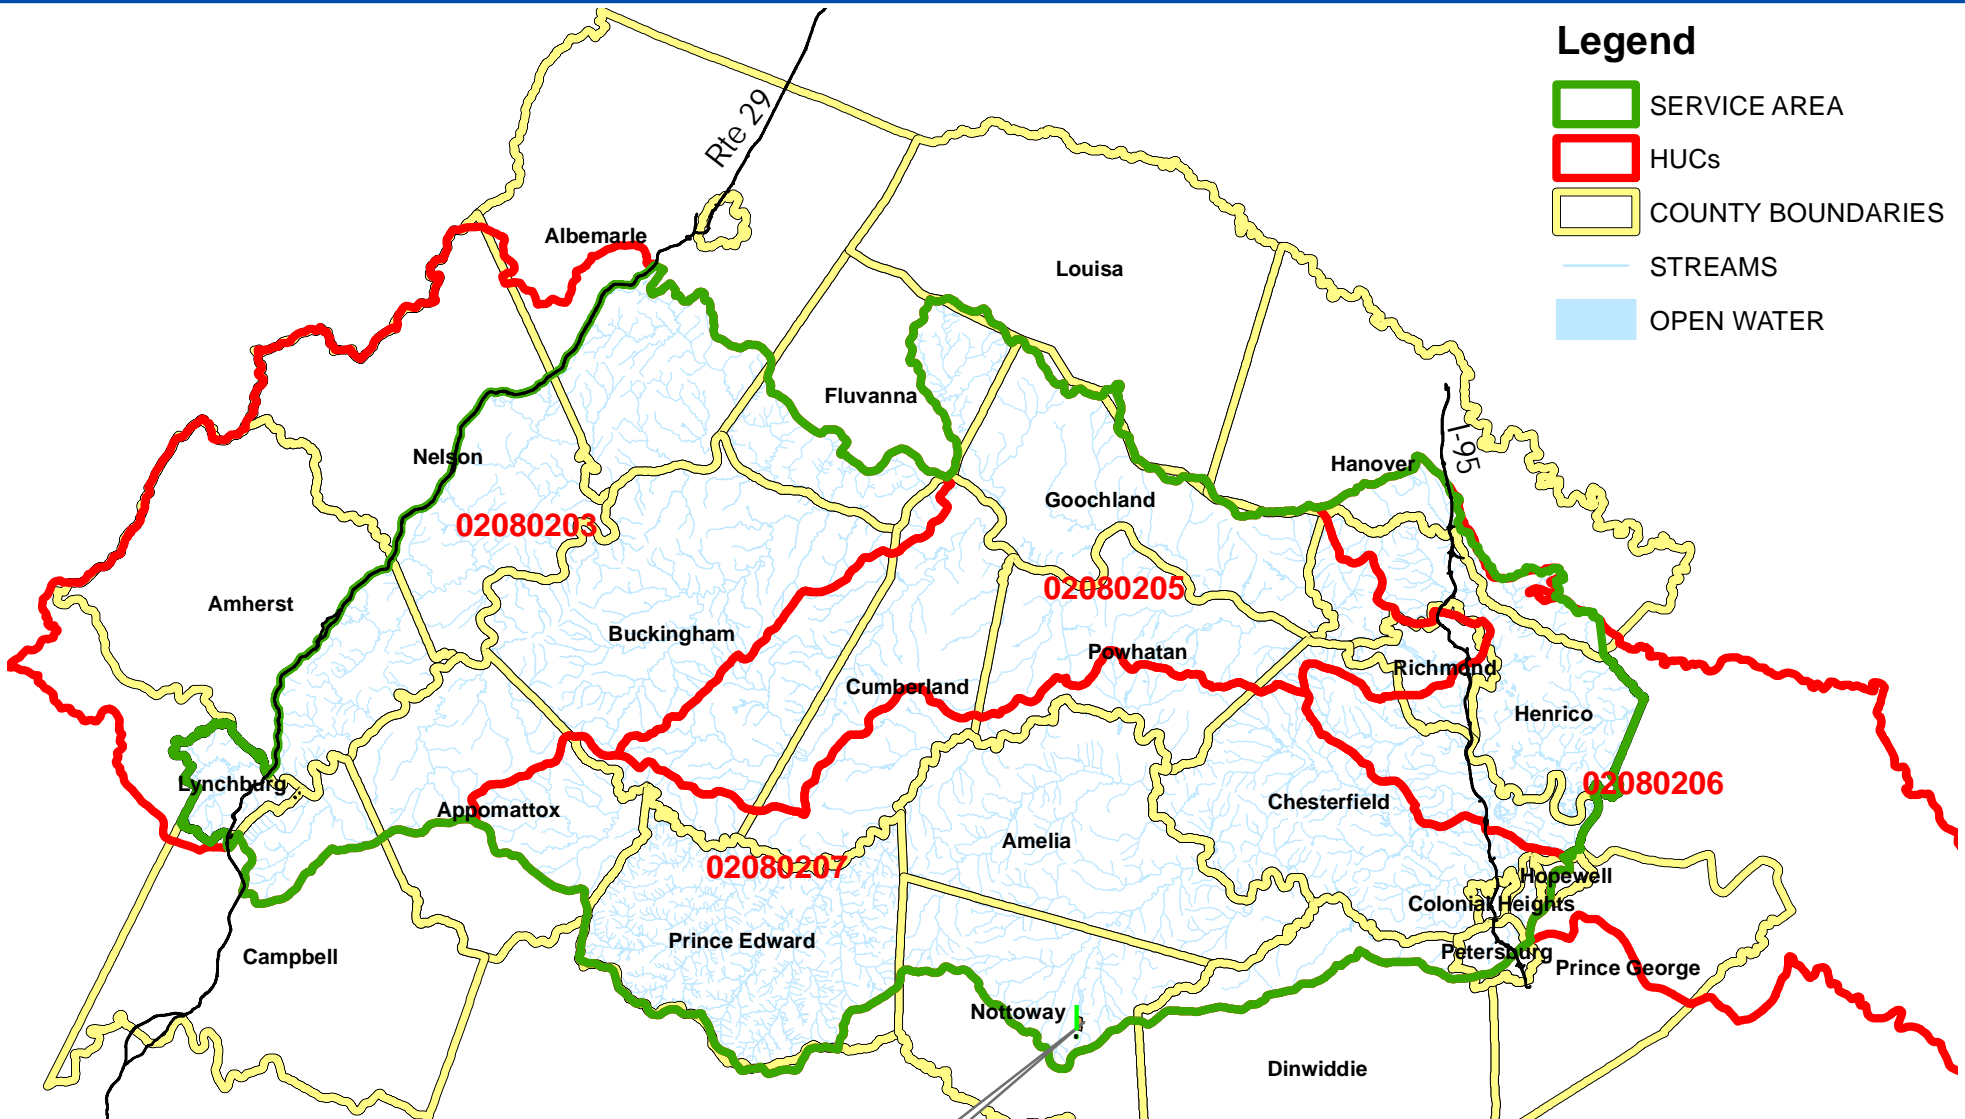 Legend
SERVICE AREA
HUCs
COUNTY BOUNDARIES
STREAMS
OPEN WATER
Rte 29
Albemarle
Louisa
Fluvanna
I-95
Nelson
Hanover
Goochland
02080203
02080205
Amherst
Buckingham
Powhatan
Richmond
Cumberland
Henrico
Lynchburg
02080206
Appomattox
Chesterfield
Amelia
02080207
Hopewell
Colonial Heights
Prince Edward
Petersburg
Campbell
Prince George
Nottoway
Dinwiddie